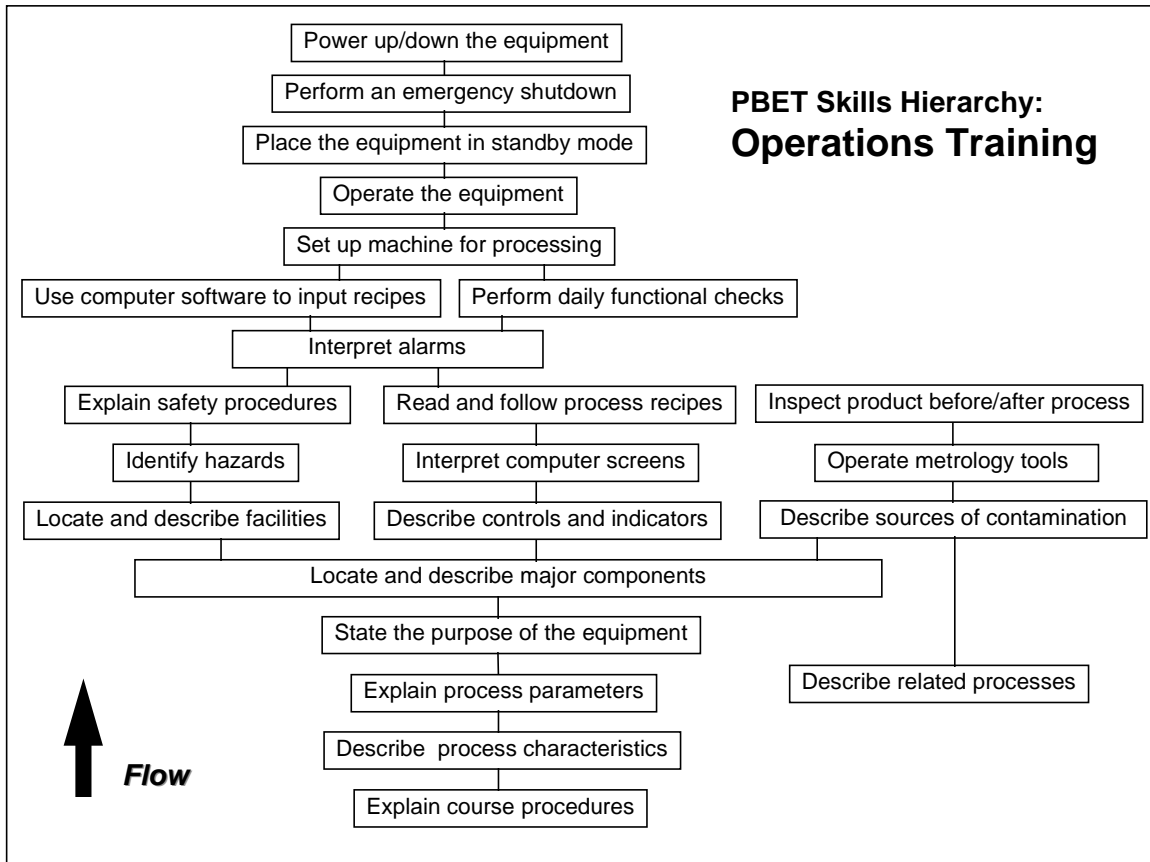 Power up/down the equipment
Perform an emergency shutdown
PBET Skills Hierarchy:
Operations Training
Place the equipment in standby mode
Operate the equipment
Set up machine for processing
Use computer software to input recipes
Perform daily functional checks
Interpret alarms
Explain safety procedures
Read and follow process recipes
Inspect product before/after process
Identify hazards
Interpret computer screens
Operate metrology tools
Locate and describe facilities
Describe controls and indicators
Describe sources of contamination
Locate and describe major components
State the purpose of the equipment
Explain process parameters
Describe related processes
Describe process characteristics
Flow
Explain course procedures